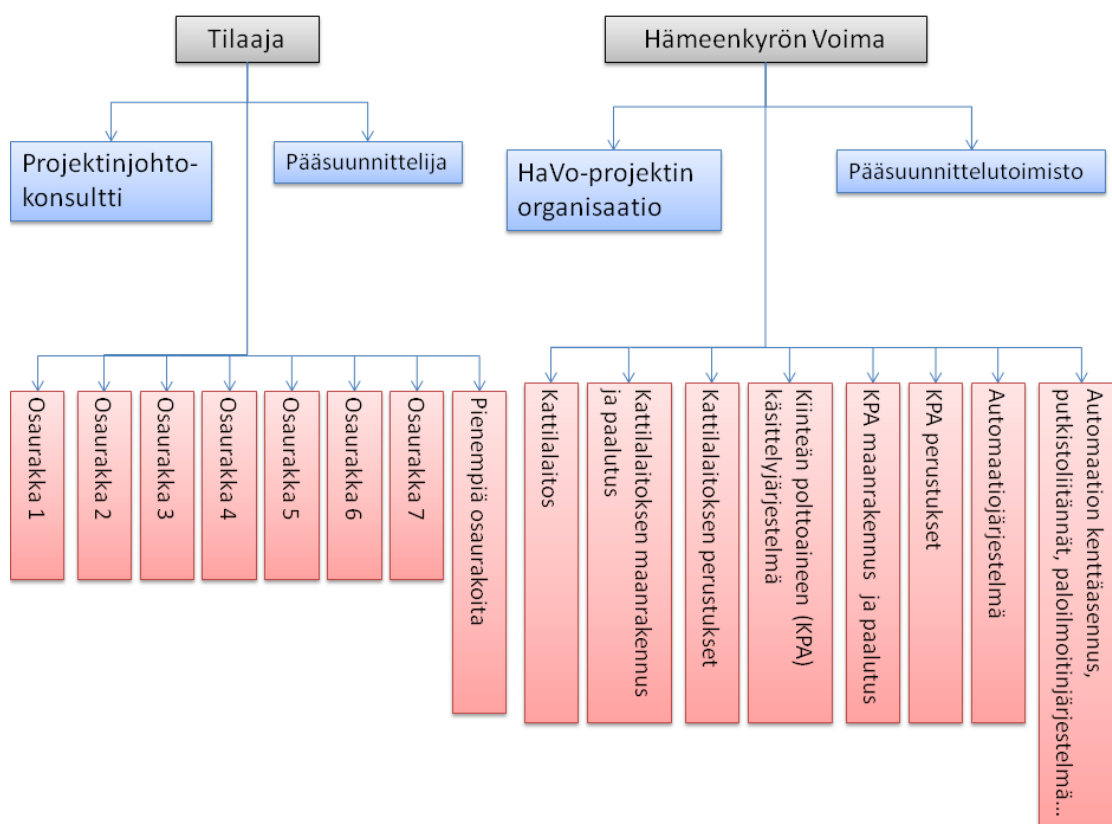 Tilaaja
Projektinjohto-
konsultti
Pääsuunnittelija
Osaurakka 1
Osaurakka 2
Osaurakka 3
Osaurakka 4
Osaurakka 5
Osaurakka 6
Osaurakka 7
Pienempiä osaurakoita
Hämeenkyrön Voima
HaVo-projektin
organisaatio
Pääsuunnittelutoimisto
Kattilalaitos
Kattilalaitoksen maanrakennus
ja paalutus
Kattilalaitoksen perustukset
Kiinteän polttoaineen (KPA)
käsittelyjärjestelmä
KPA maanrakennus ja paalutus
KPA perustukset
Automaatiojärjestelmä
Automaation kenttäasennus,
putkistoliitännät, paloilmoitinjärjestelmä...